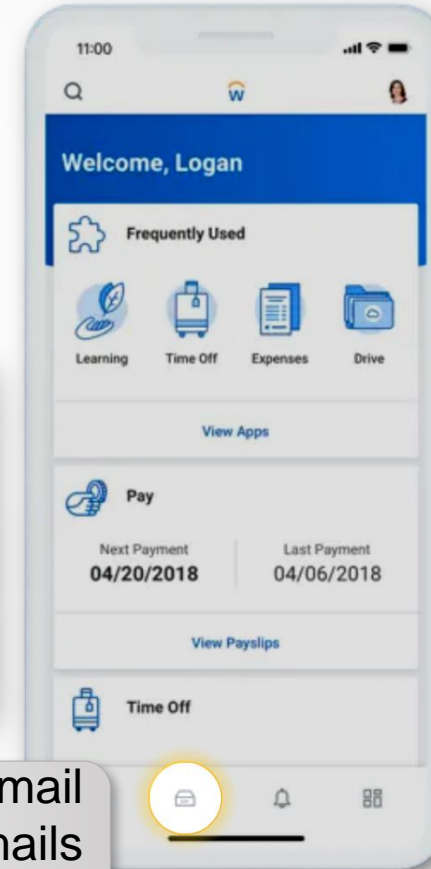 11:00
W
Welcome, Logan
Frequently Used
Learning Time Off Expenses Drive
View Apps
Pay
Next Payment Last Payment
04/20/2018 04/06/2018
View Payslips
Time Off
mail
nails